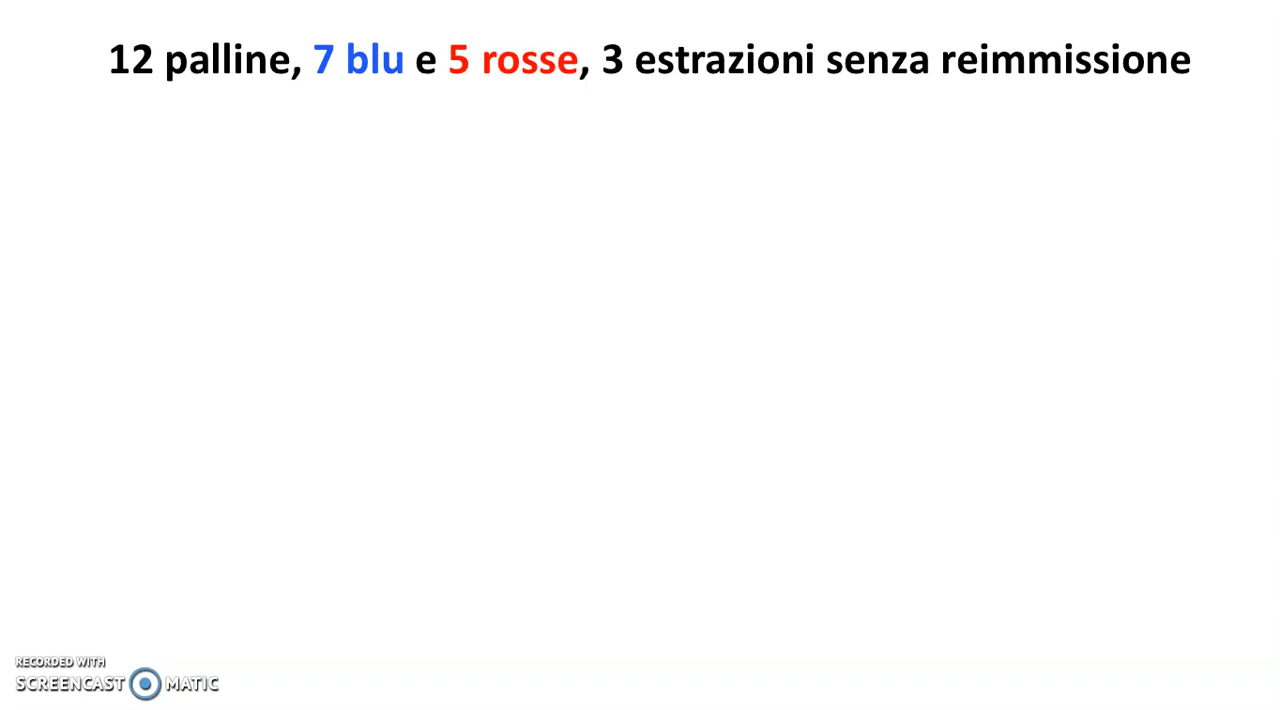 12 palline, 7 blu e 5 rosse, 3 estrazioni senza reimmissione
RECORDED WITH
SCREENCAST MATIC